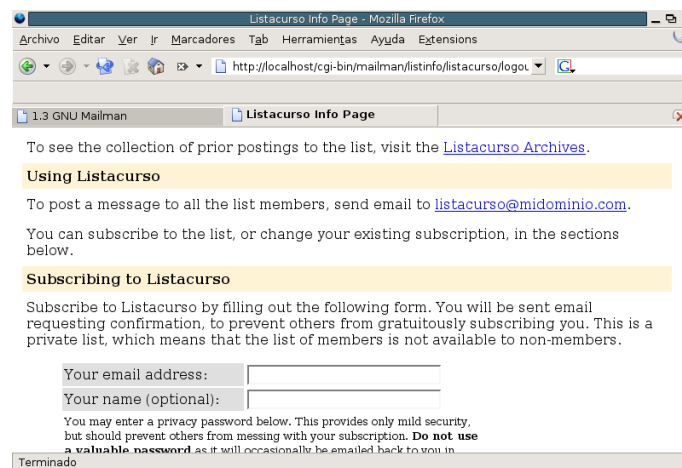 Listacurso Info Page - Mozilla Firefox
Archivo Editar Ver Ir Marcadores Tab Herramientas Ayuda Extensions
http://localhost/cgi-bin/mailman/listinfo/listacurso/logou
1.3 GNU Mailman Listacurso Info Page
To see the collection of prior postings to the list, visit the Listacurso Archives.
Using Listacurso
To post a message to all the list members, send email to listacurso@midominio.com.
You can subscribe to the list, or change your existing subscription, in the sections
below.
Subscribing to Listacurso
Subscribe to Listacurso by filling out the following form. You will be sent email
requesting confirmation, to prevent others from gratuitously subscribing you. This is a
private list, which means that the list of members is not available to non-members.
Your email address:
Your name (optional):
You may enter a privacy password below. This provides only mild security,
but should prevent others from messing with your subscription. Do not use
a valuable password as it will occasionally be emailed back to you in
Terminado